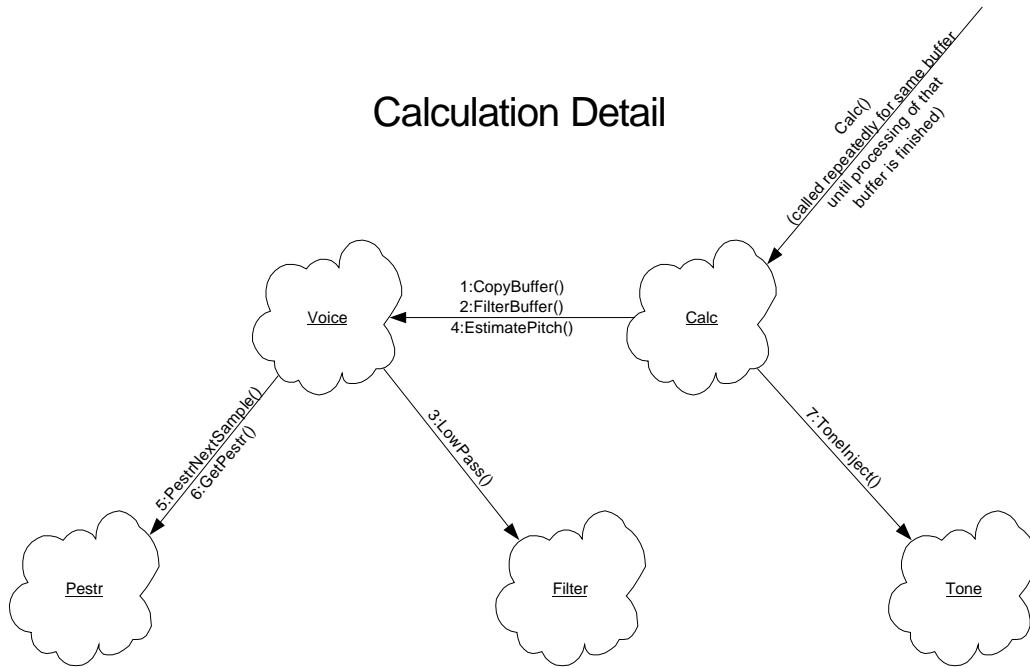 Calculation Detail
Calc()
(called repeatedly for same buffer
until processing of that
buffer is finished)
1:CopyBuffer()
2:FilterBuffer()
4:EstimatePitch()
Voice
Calc
5:PestrNextSample()
6:GetPestr()
3:LowPass()
7:ToneInject()
Pestr
Filter
Tone